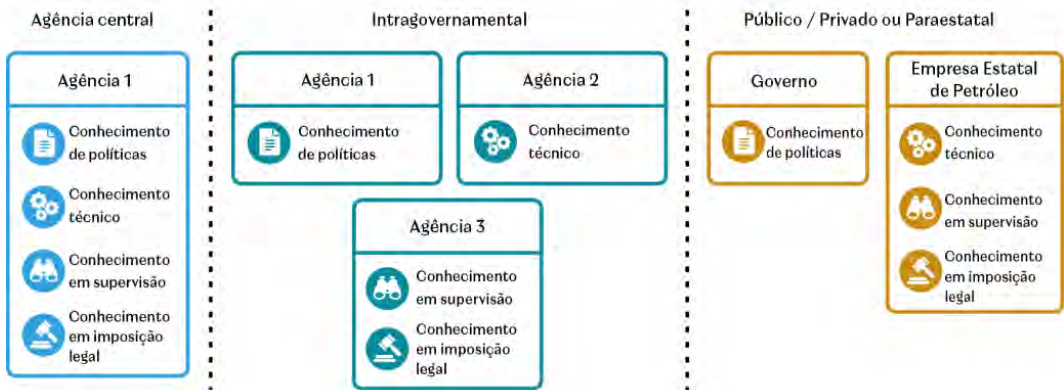 Agência central
Agência 1
Conhecimento
de políticas
Conhecimento
técnico
Conhecimento
em supervisão
Conhecimento
em imposição
legal
Intragovernamental
Agência 1
Conhecimento
de políticas
Agência 2
Conhecimento
técnico
Agência 3
Conhecimento
em supervisão
Conhecimento
em imposição
legal
Público / Privado ou Paraestatal
Governo
Conhecimento
de políticas
Empresa Estatal
de Petróleo
Conhecimento
técnico
Conhecimento
em supervisão
Conhecimento
em imposição
legal